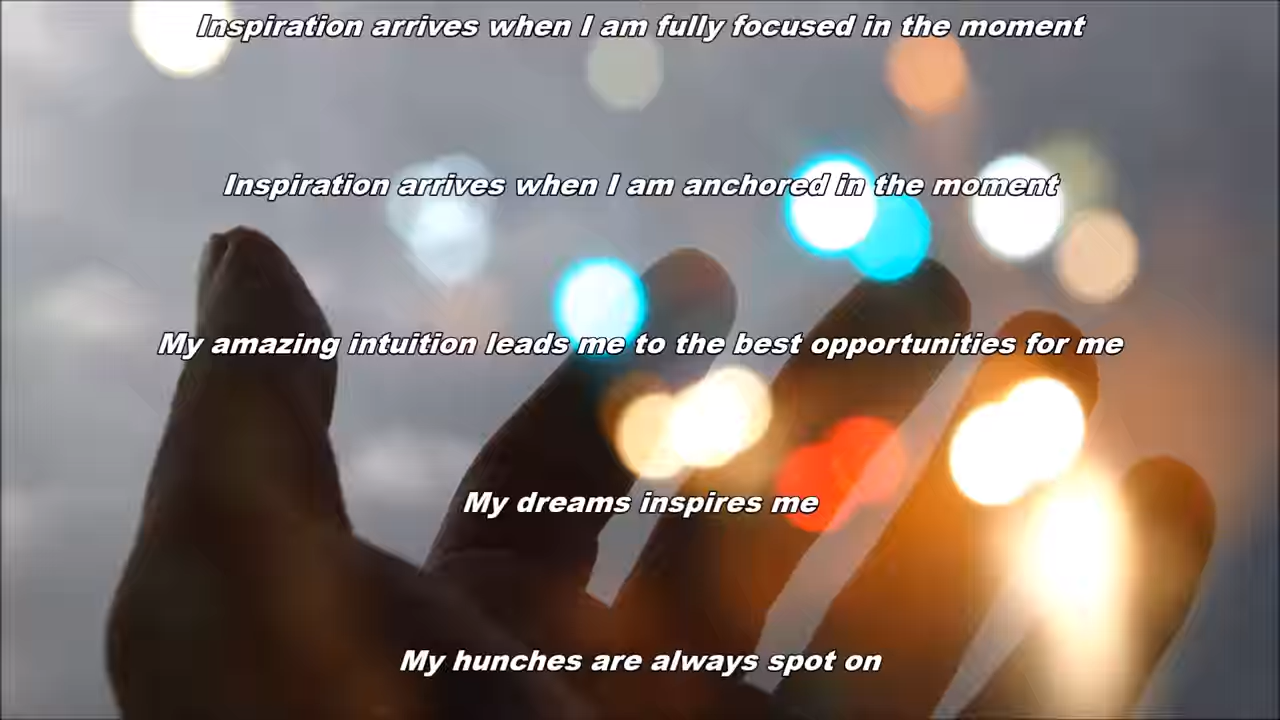 Inspiration arrives when I am fully focused in the moment
Inspiration arrives when I am anchored in the moment
My amazing intuition leads me to the best opportunities for me
My dreams inspires me
My hunches are always spot on